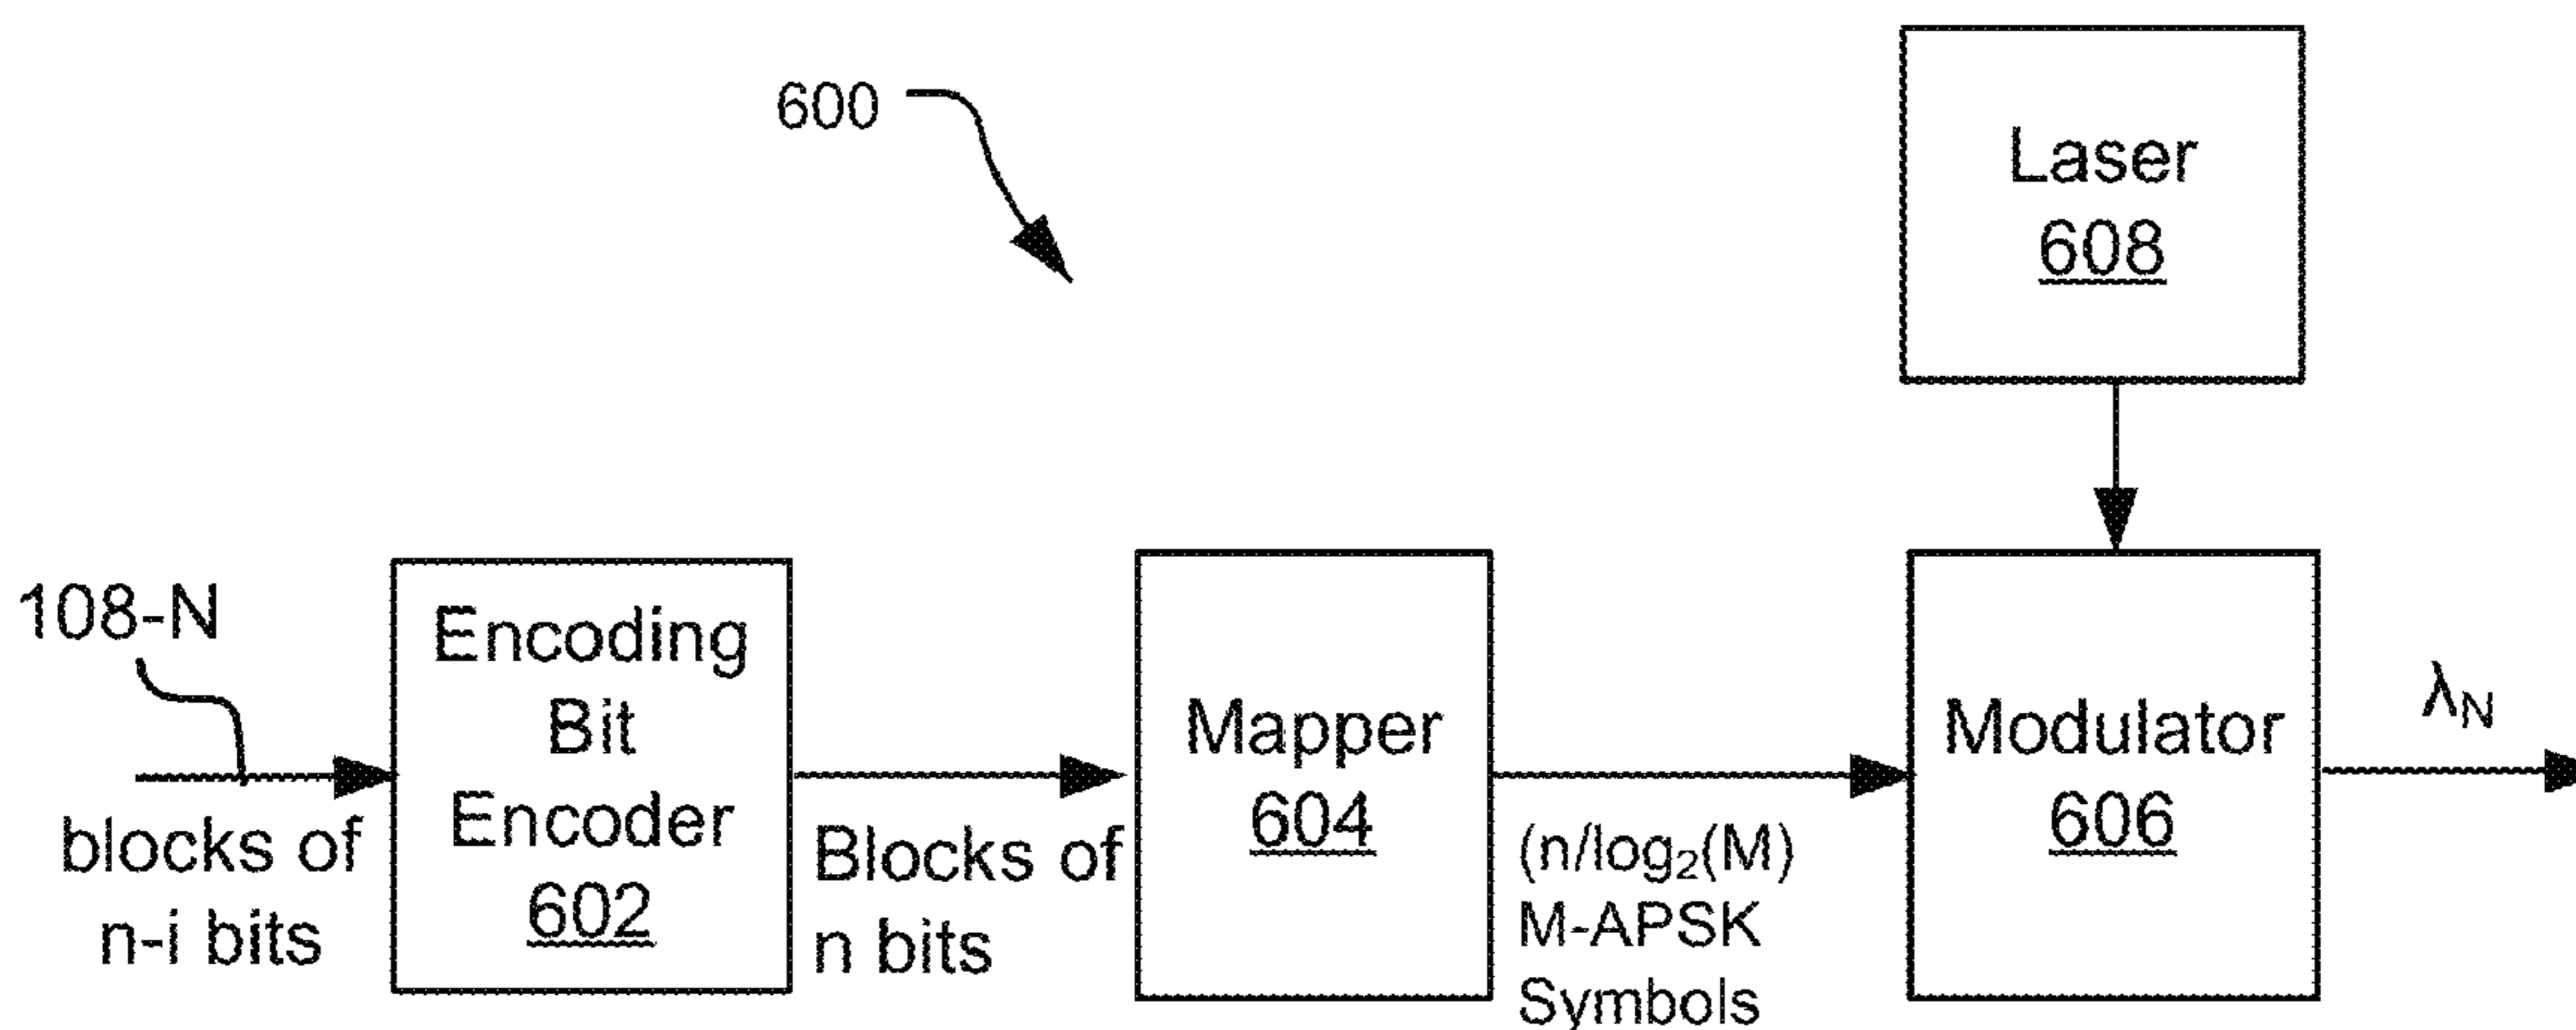 600
Laser
608
108-N
blocks of
n-i bits
Encoding
Bit
Encoder
602
Blocks of
n bits
Mapper
604
(n/log₂(M)
M-APSK
Symbols
Modulator
606
λN